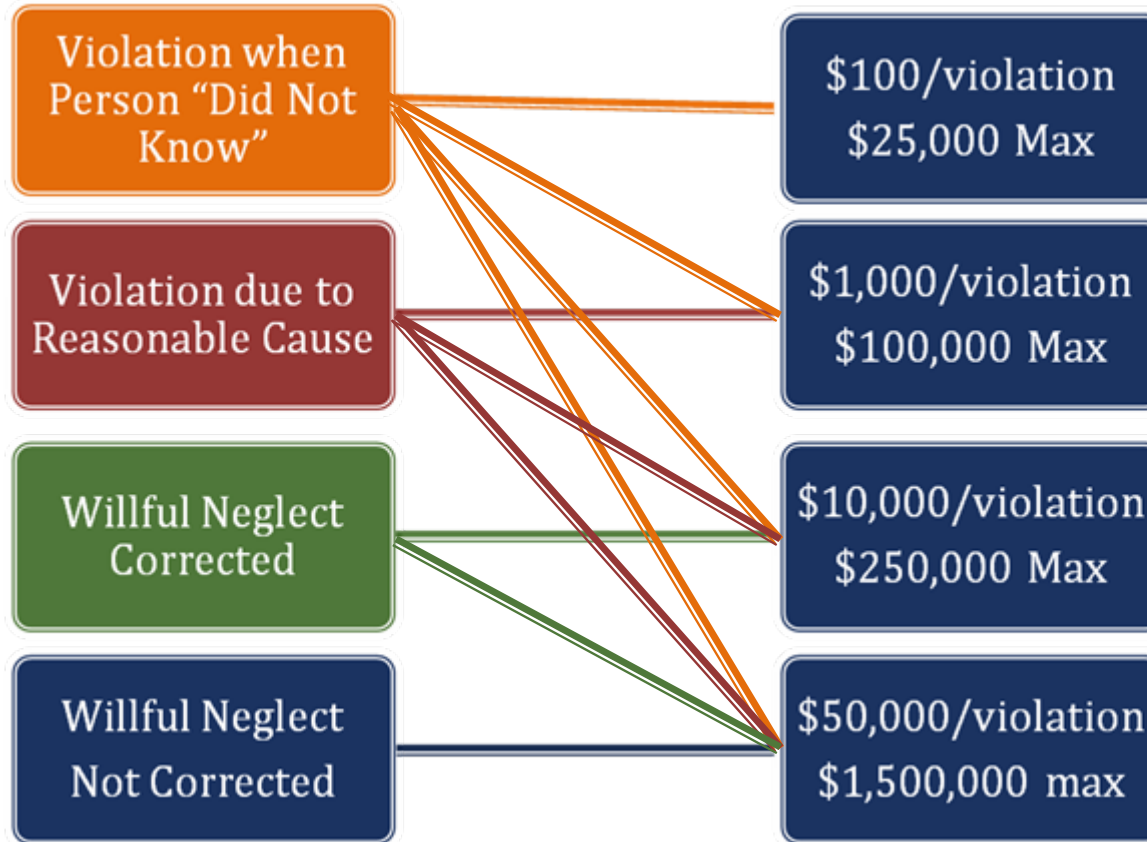 Violation when
Person “Did Not
Know”
$100/violation
$25,000 Max
Violation due to
Reasonable Cause
$1,000/violation
$100,000 Max
Willful Neglect
Corrected
$10,000/violation
$250,000 Max
Willful Neglect
Not Corrected
$50,000/violation
$1,500,000 max